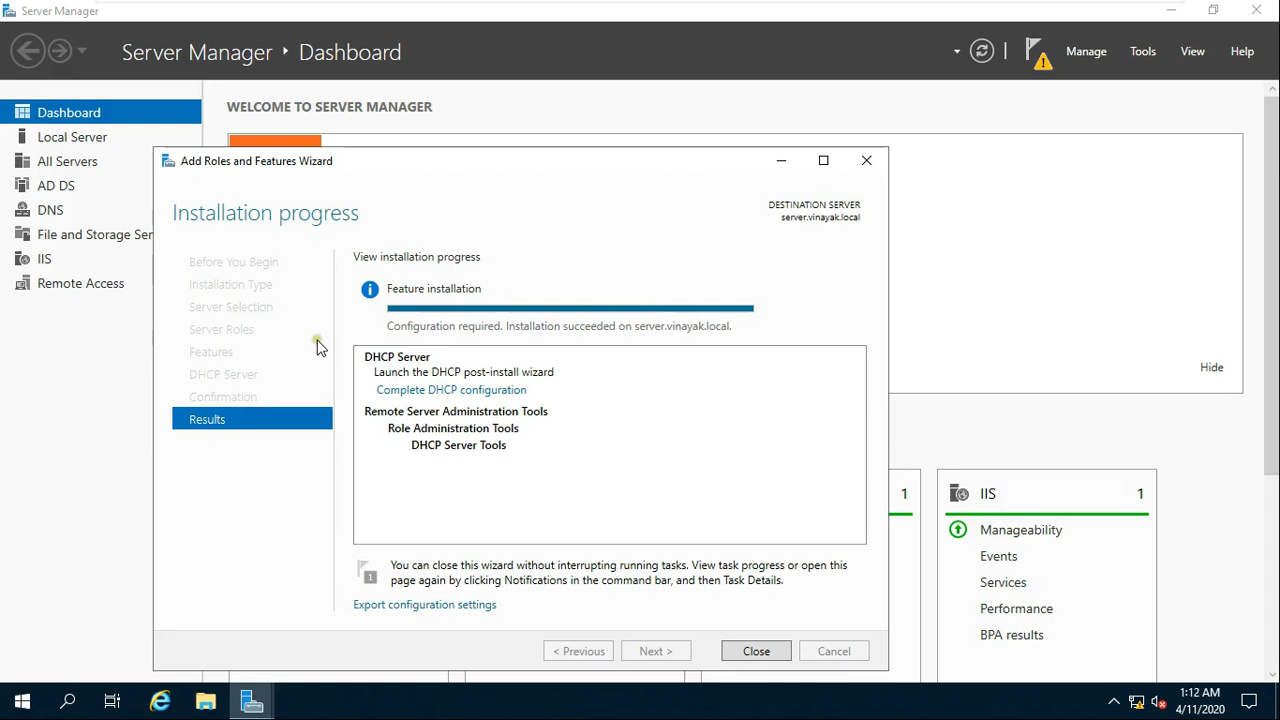 Server Manager
Server Manager ‣ Dashboard
Manage
Tools
View
Help
Dashboard
Local Server
All Servers
AD DS
DNS
File and Storage Ser
IIS
Remote Access
WELCOME TO SERVER MANAGER
Add Roles and Features Wizard
Installation progress
DESTINATION SERVER
server.vinayak.local
Before You Begin
Installation Type
Server Selection
Server Roles
Features
DHCP Server
Confirmation
Results
View installation progress
Feature installation
Configuration required. Installation succeeded on server.vinayak.local.
DHCP Server
Launch the DHCP post-install wizard
Complete DHCP configuration
Remote Server Administration Tools
Role Administration Tools
DHCP Server Tools
1
You can close this wizard without interrupting running tasks. View task progress or open this
page again by clicking Notifications in the command bar, and then Task Details.
Export configuration settings
< Previous
Next >
Close
Cancel
Hide
1
IIS
1
Manageability
Events
Services
Performance
BPA results
1:12 AM
4/11/2020